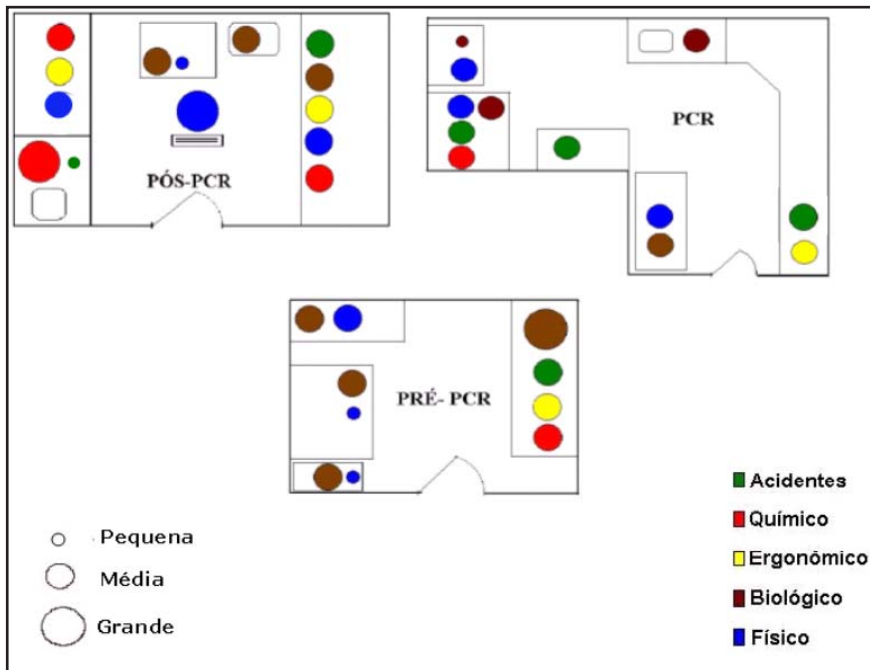 PÓS-PCR
PCR
PRÉ- PCR
Pequena
Média
Grande
Acidentes
Químico
Ergonômico
Biológico
Físico